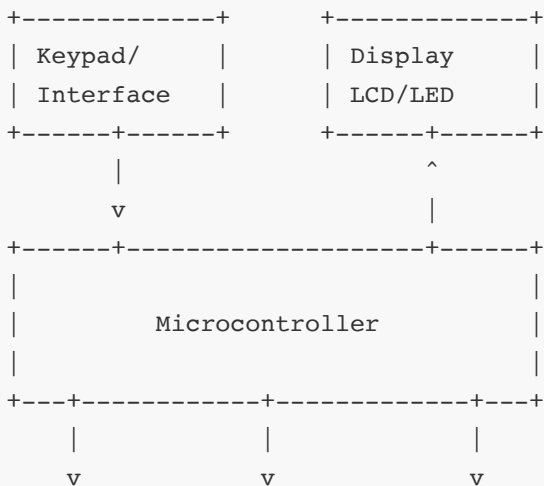 +-------------+      +-------------+
| Keypad/     |      | Display     |
| Interface   |      | LCD/LED     |
+------+------+      +------+------+
       |                    ^
       v                    |
+------+--------------------+------+
|                                  |
|         Microcontroller          |
|                                  |
+---+------------+-------------+---+
    |            |             |
    v            v             v